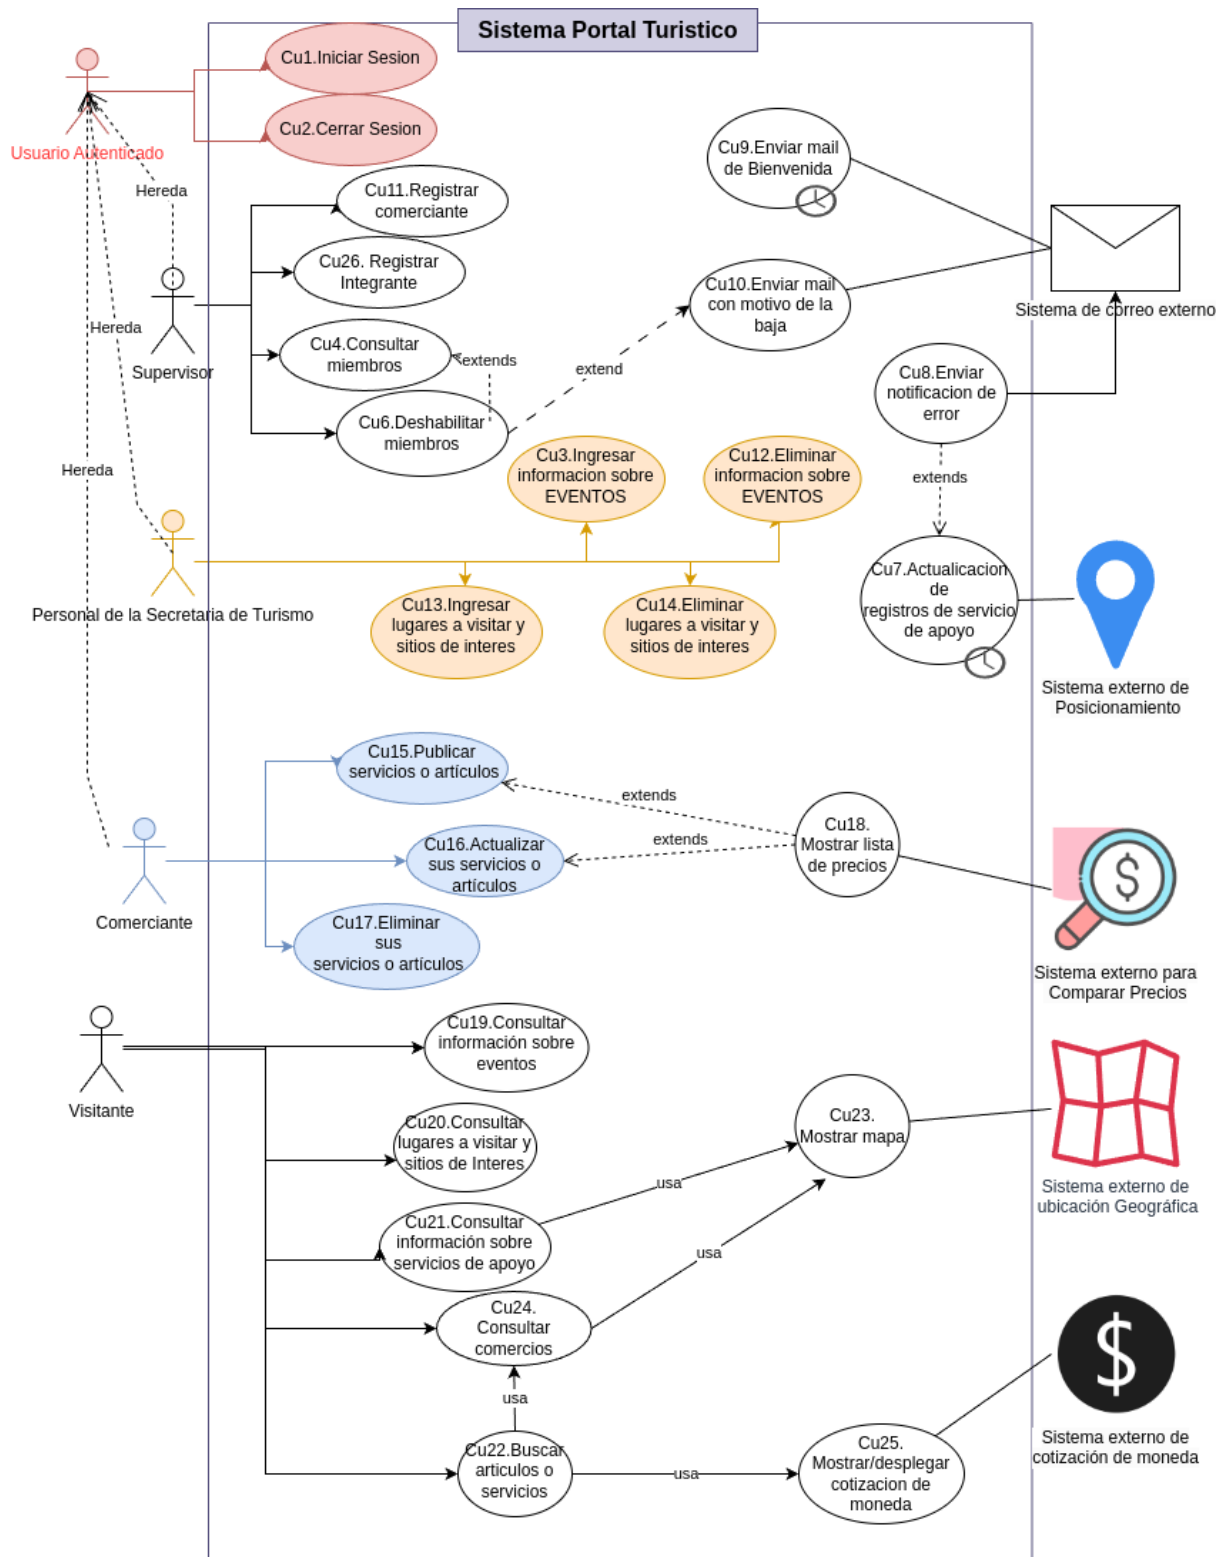 Sistema Portal Turistico
Cu1.Iniciar Sesion
Cu2.Cerrar Sesion
Usuario Autenticado
Hereda
Cu9.Enviar mail
de Bienvenida
Cu11.Registrar
comerciante
Cu26. Registrar
Integrante
Cu10.Enviar mail
con motivo de la
baja
Sistema de correo externo
Hereda
Supervisor
Cu4.Consultar
miembros
extends
extend
Cu8.Enviar
notificacion de
error
Cu6.Deshabilitar
miembros
Hereda
Cu3.Ingresar
informacion sobre
EVENTOS
Cu12.Eliminar
informacion sobre
EVENTOS
extends
Cu7.Actualicacion
de
registros de servicio
de apoyo
Personal de la Secretaria de Turismo
Cu13.Ingresar
lugares a visitar y
sitios de interes
Cu14.Eliminar
lugares a visitar y
sitios de interes
Sistema externo de
Posicionamiento
Cu15.Publicar
servicios o artículos
extends
Cu18.
Mostrar lista
de precios
extends
Cu16.Actualizar
sus servicios o
artículos
Comerciante
Cu17.Eliminar
sus
servicios o artículos
$
Sistema externo para
Comparar Precios
Cu19.Consultar
información sobre
eventos
Visitante
Cu20.Consultar
lugares a visitar y
sitios de Interes
Cu23.
Mostrar mapa
usa
Sistema externo de
ubicación Geográfica
Cu21.Consultar
información sobre
servicios de apoyo
usa
Cu24.
Consultar
comercios
$
usa
Cu22.Buscar
articulos o
servicios
usa
Cu25.
Mostrar/desplegar
cotizacion de
moneda
Sistema externo de
cotización de moneda